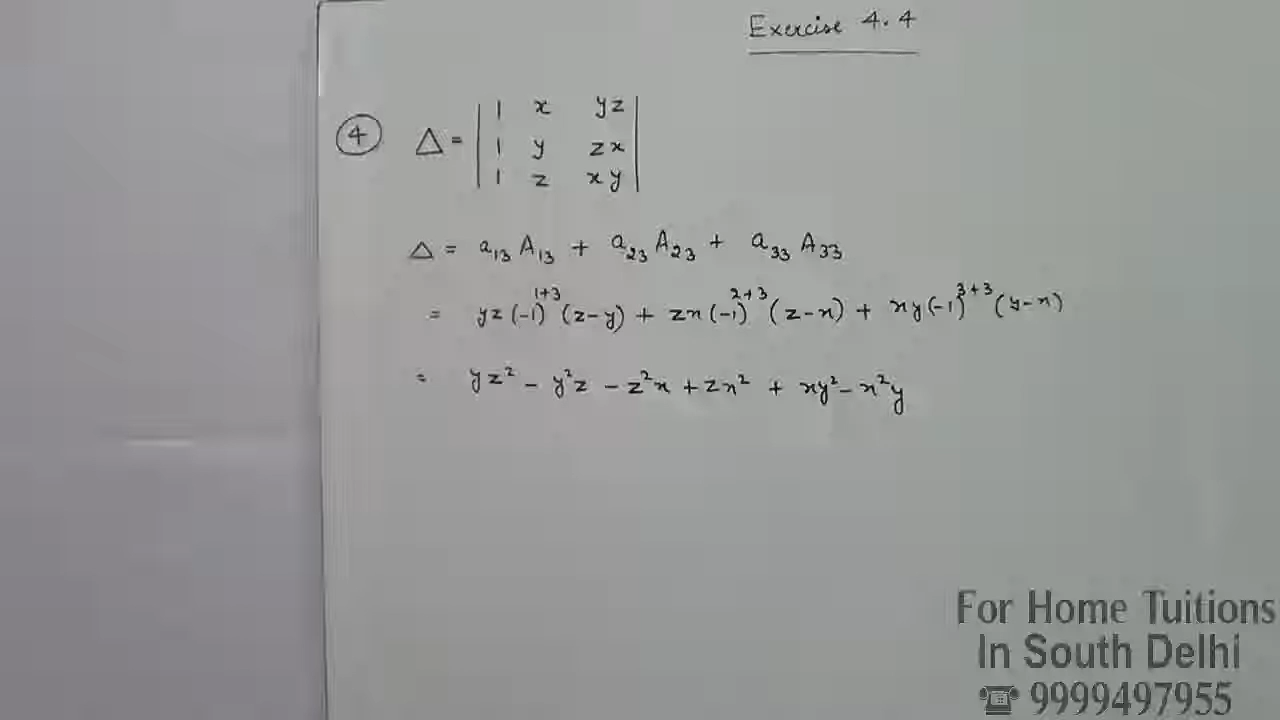 Exercise 4.4
④ Δ = | 1 x yz |
| 1 y zx |
| 1 z xy |
Δ = a₁₃ A₁₃ + a₂₃ A₂₃ + a₃₃ A₃₃
= yz (-1)¹⁺³ (z-y) + zx (-1)²⁺³ (z-x) + xy (-1)³⁺³ (y-x)
= yz² - y²z - z²x + zx² + xy² - x²y
For Home Tuitions
In South Delhi
☎ 9999497955